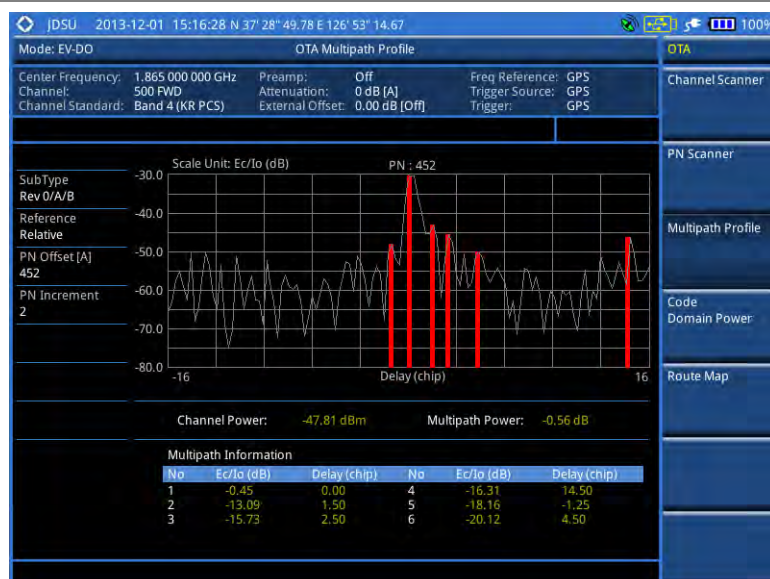 JDSU 2013-12-01 15:16:28 N 37' 28" 49.78 E 126' 53" 14.67 100%
Mode: EV-DO OTA Multipath Profile OTA
Center Frequency: 1.865 000 000 GHz Preamp: Off Freq Reference: GPS
Channel: 500 FWD Attenuation: 0 dB [A] Trigger Source: GPS
Channel Standard: Band 4 (KR PCS) External Offset: 0.00 dB [Off] Trigger: GPS
Channel Scanner
PN Scanner
Multipath Profile
Code
Domain Power
Route Map
SubType
Rev 0/A/B
Reference
Relative
PN Offset [A]
452
PN Increment
2
Scale Unit: Ec/Io (dB) PN : 452
-30.0
-40.0
-50.0
-60.0
-70.0
-80.0
-16 Delay (chip) 16
Channel Power: -47.81 dBm Multipath Power: -0.56 dB
Multipath Information
No Ec/Io (dB) Delay (chip) No Ec/Io (dB) Delay (chip)
1 -0.45 0.00 4 -16.31 14.50
2 -13.09 1.50 5 -18.16 -1.25
3 -15.73 2.50 6 -20.12 4.50